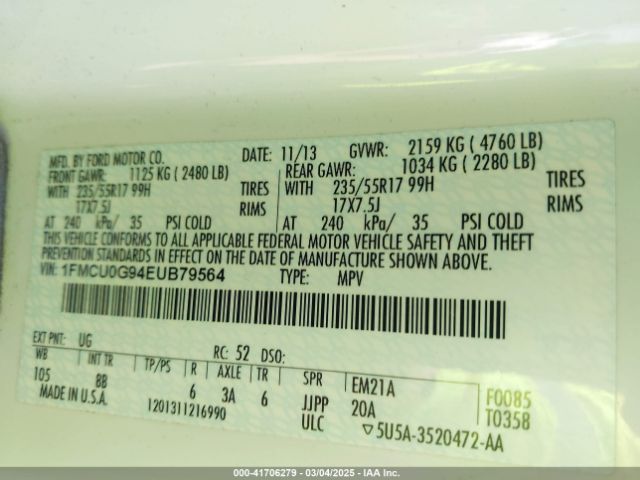 MFD. BY FORD MOTOR CO.
DATE: 11/13 GVWR: 2159 KG (4760 LB)
FRONT GAWR: 1125 KG (2480 LB) REAR GAWR: 1034 KG (2280 LB)
WITH 235/55R17 99H TIRES WITH 235/55R17 99H TIRES
17X7.5J RIMS 17X7.5J RIMS
AT 240 kPa/ 35 PSI COLD AT 240 kPa/ 35 PSI COLD
THIS VEHICLE CONFORMS TO ALL APPLICABLE FEDERAL MOTOR VEHICLE SAFETY AND THEFT
PREVENTION STANDARDS IN EFFECT ON THE DATE OF MANUFACTURE SHOWN ABOVE.
VIN: 1FMCU0G94EUB79564 TYPE: MPV
EXT PNT: UG RC: 52 DSO:
WB INT TR TP/PS R AXLE TR SPR EM21A F0085
105 BB 6 3A 6 JJPP 20A T0358
MADE IN U.S.A. 1201311216990 ULC ▽5U5A-3520472-AA
000-41706279 - 03/04/2025 - IAA Inc.